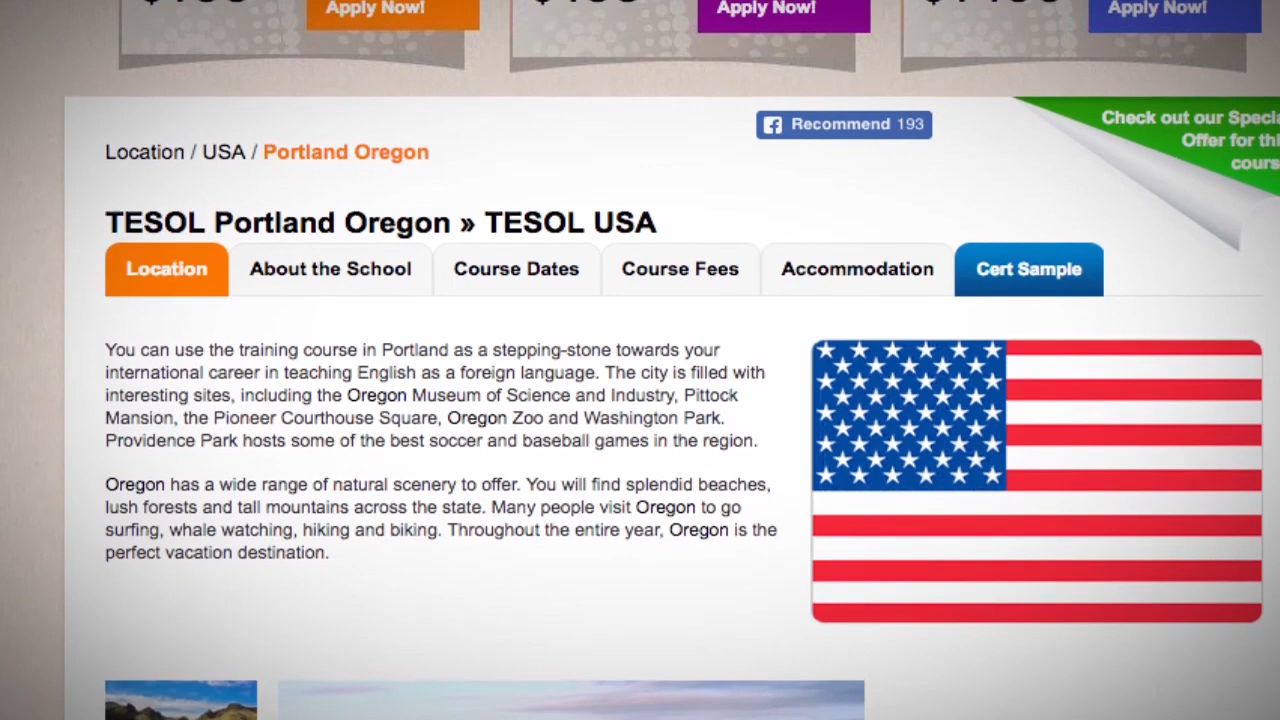 Apply Now!
Apply Now!
Apply Now!
Check out our
Recommend 193
Offer for
Location / USA / Portland Oregon
TESOL Portland Oregon » TESOL USA
Location
About the School
Course Dates
Course Fees
Accommodation
Cert Sample
You can use the training course in Portland as a stepping-stone towards your
international career in teaching English as a foreign language. The city is filled with
interesting sites, including the Oregon Museum of Science and Industry, Pittock
Mansion, the Pioneer Courthouse Square, Oregon Zoo and Washington Park.
Providence Park hosts some of the best soccer and baseball games in the region.
Oregon has a wide range of natural scenery to offer. You will find splendid beaches,
lush forests and tall mountains across the state. Many people visit Oregon to go
surfing, whale watching, hiking and biking. Throughout the entire year, Oregon is the
perfect vacation destination.